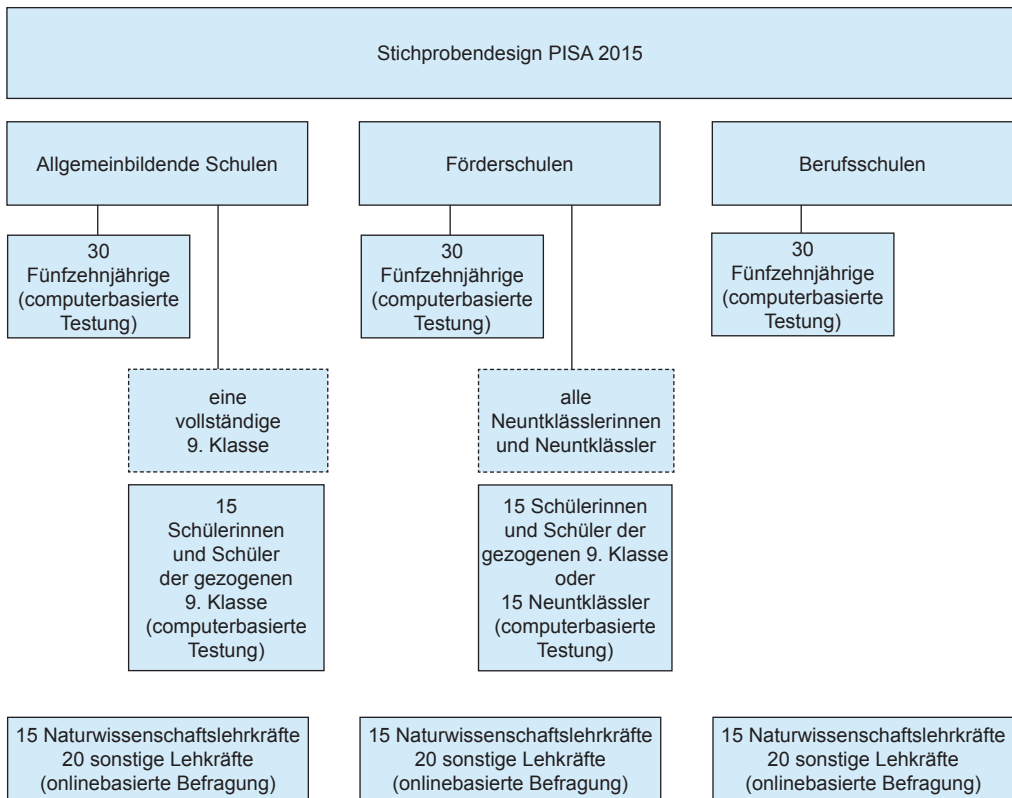 Stichprobendesign PISA 2015
Allgemeinbildende Schulen
Förderschulen
Berufsschulen
30
Fünfzehnjährige
(computerbasierte
Testung)
30
Fünfzehnjährige
(computerbasierte
Testung)
30
Fünfzehnjährige
(computerbasierte
Testung)
eine
vollständige
9. Klasse
alle
Neuntklässlerinnen
und Neuntklässler
15
Schülerinnen
und Schüler
der gezogenen
9. Klasse
(computerbasierte
Testung)
15 Schülerinnen
und Schüler der
gezogenen 9. Klasse
oder
15 Neuntklässler
(computerbasierte
Testung)
15 Naturwissenschaftslehrkräfte
20 sonstige Lehkräfte
(onlinebasierte Befragung)
15 Naturwissenschaftslehrkräfte
20 sonstige Lehkräfte
(onlinebasierte Befragung)
15 Naturwissenschaftslehrkräfte
20 sonstige Lehkräfte
(onlinebasierte Befragung)